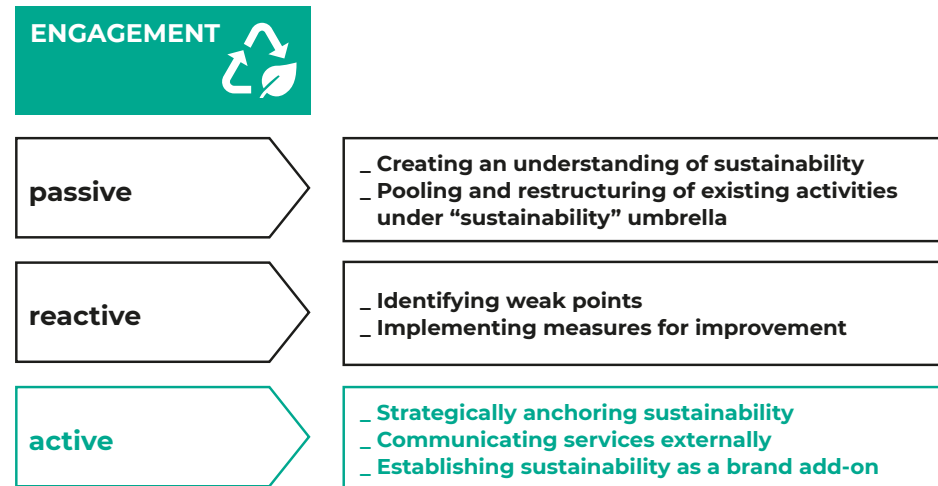 ENGAGEMENT
passive
_ Creating an understanding of sustainability
_ Pooling and restructuring of existing activities
under “sustainability” umbrella
reactive
_ Identifying weak points
_ Implementing measures for improvement
active
_ Strategically anchoring sustainability
_ Communicating services externally
_ Establishing sustainability as a brand add-on